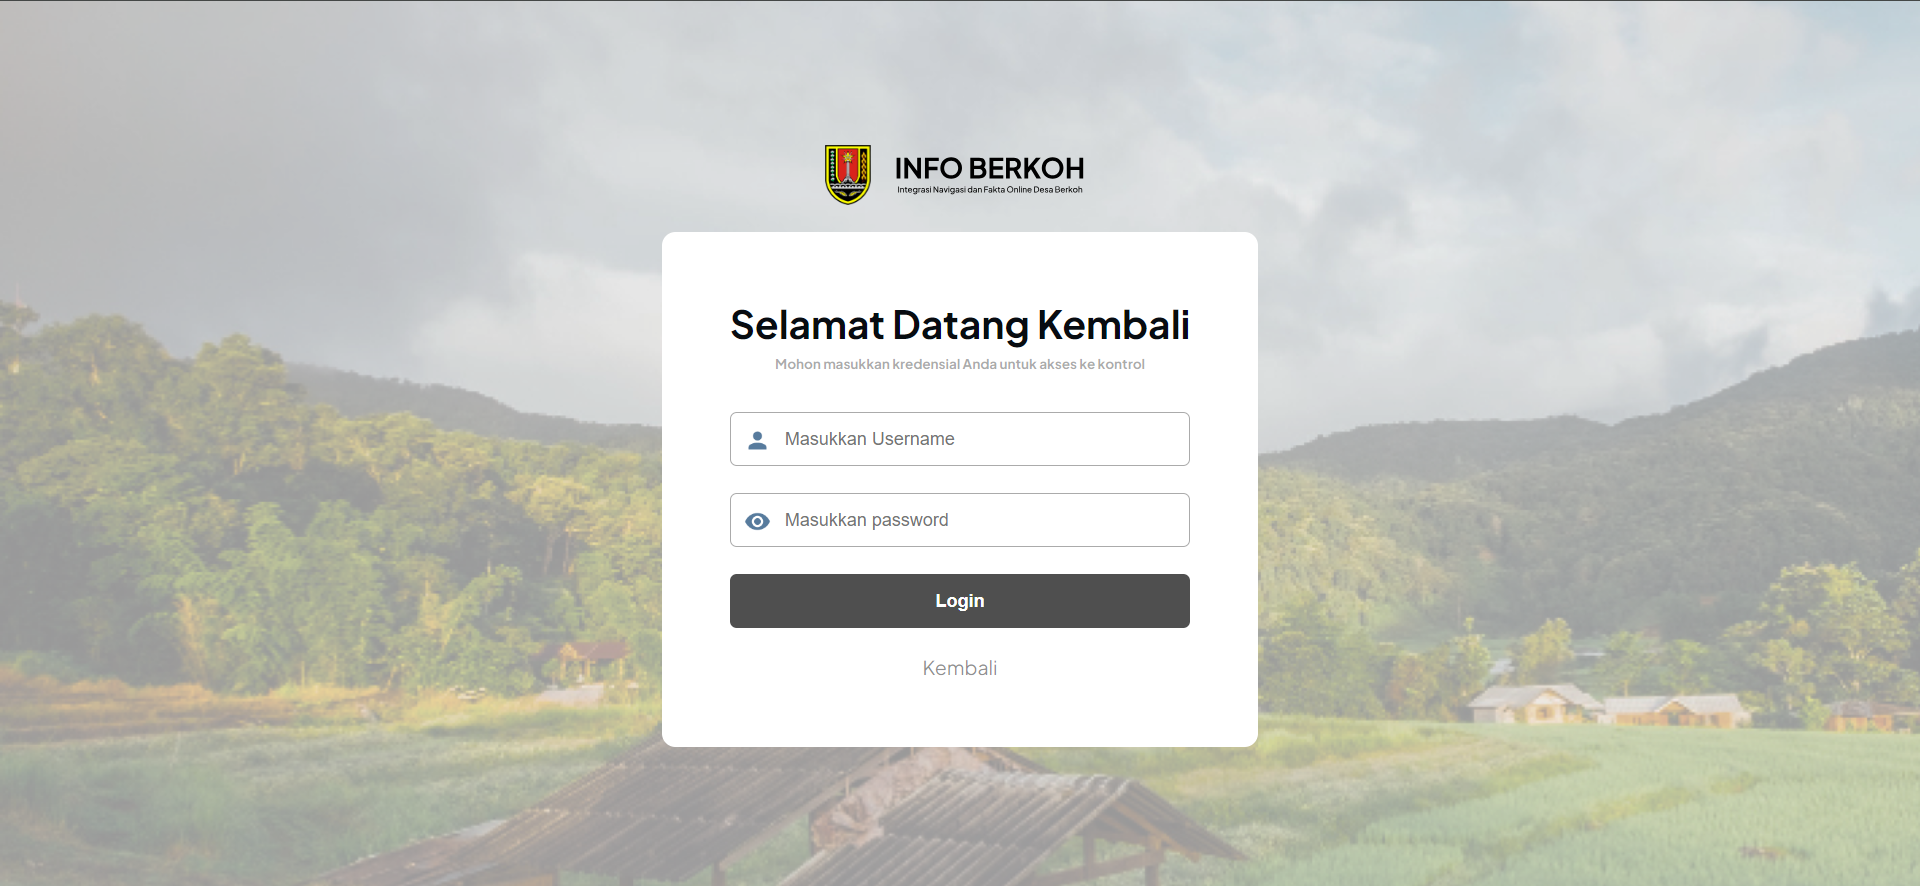 INFO BERKOH
Integrasi Navigasi dan Fakta Online Desa Berkoh
Selamat Datang Kembali
Mohon masukkan kredensial Anda untuk akses ke kontrol
Masukkan Username
Masukkan password
Login
Kembali